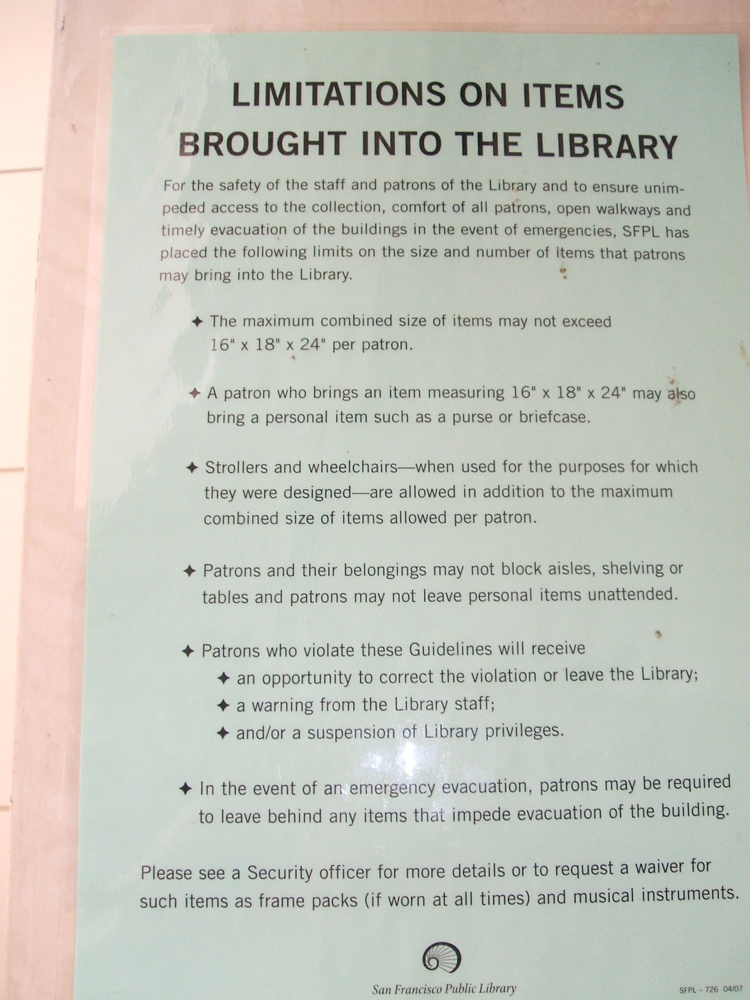 LIMITATIONS ON ITEMS
BROUGHT INTO THE LIBRARY
For the safety of the staff and patrons of the Library and to ensure unim-
peded access to the collection, comfort of all patrons, open walkways and
timely evacuation of the buildings in the event of emergencies, SFPL has
placed the following limits on the size and number of items that patrons
may bring into the Library.
✦ The maximum combined size of items may not exceed
16" x 18" x 24" per patron.
✦ A patron who brings an item measuring 16" x 18" x 24" may also
bring a personal item such as a purse or briefcase.
✦ Strollers and wheelchairs—when used for the purposes for which
they were designed—are allowed in addition to the maximum
combined size of items allowed per patron.
✦ Patrons and their belongings may not block aisles, shelving or
tables and patrons may not leave personal items unattended.
✦ Patrons who violate these Guidelines will receive
✦ an opportunity to correct the violation or leave the Library;
✦ a warning from the Library staff;
✦ and/or a suspension of Library privileges.
✦ In the event of an emergency evacuation, patrons may be required
to leave behind any items that impede evacuation of the building.
Please see a Security officer for more details or to request a waiver for
such items as frame packs (if worn at all times) and musical instruments.
San Francisco Public Library
SFPL - 726 04/07